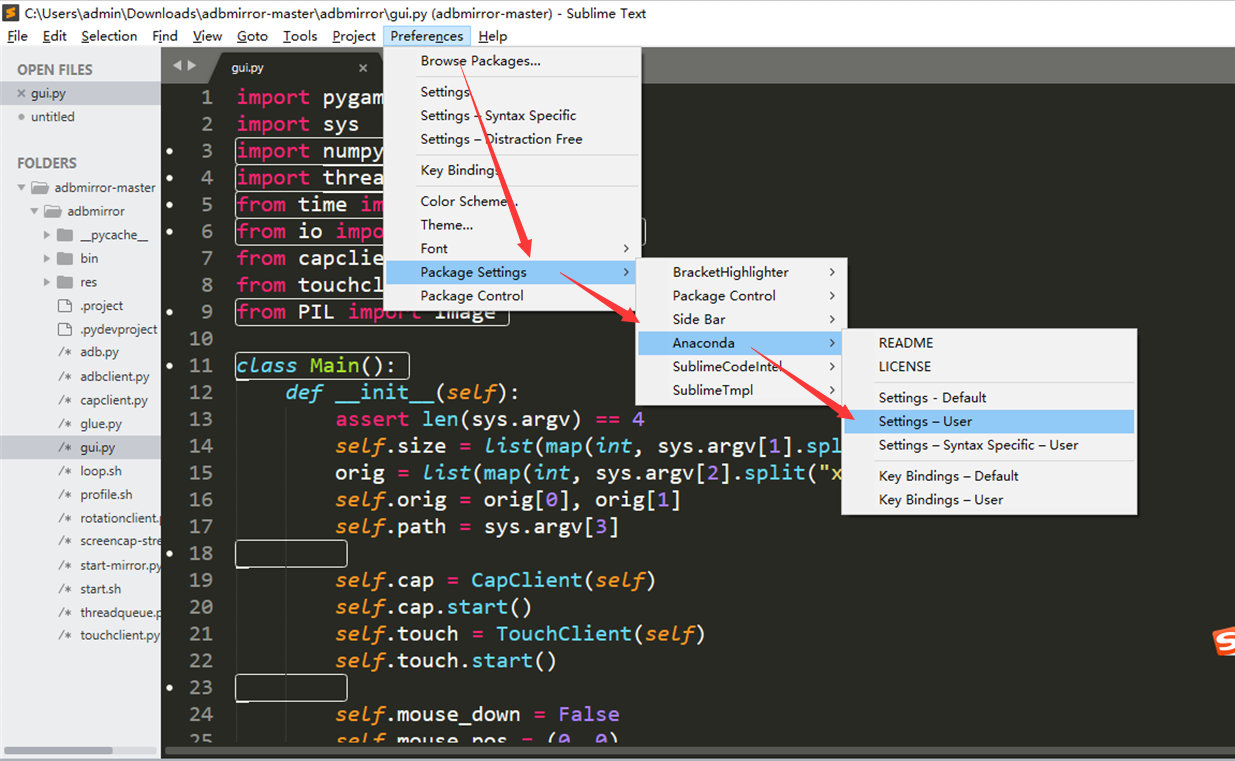 C:\Users\admin\Downloads\adbmirror-master\adbmirror\gui.py (adbmirror-master) - Sublime Text
File Edit Selection Find View Goto Tools Project Preferences Help
OPEN FILES
gui.py
untitled
FOLDERS
adbmirror-master
adbmirror
__pycache__
bin
res
.project
.pydevproject
/* adb.py
/* adbclient.py
/* capclient.py
/* glue.py
/* gui.py
/* loop.sh
/* profile.sh
/* rotationclient.
/* screencap-stre
/* start-mirror.py
/* start.sh
/* threadqueue.p
/* touchclient.py
gui.py
1 import pygam
2 import sys
3 import numpy
4 import threa
5 from time im
6 from io impo
7 from capclie
8 from touchcl
9 from PIL import Image
10
11 class Main():
12 def __init__(self):
13 assert len(sys.argv) == 4
14 self.size = list(map(int, sys.argv[1].spl
15 orig = list(map(int, sys.argv[2].split("x
16 self.orig = orig[0], orig[1]
17 self.path = sys.argv[3]
18
19 self.cap = CapClient(self)
20 self.cap.start()
21 self.touch = TouchClient(self)
22 self.touch.start()
23
24 self.mouse_down = False
25 self.mouse_pos = (0, 0)
Browse Packages...
Settings
Settings – Syntax Specific
Settings – Distraction Free
Key Bindings
Color Scheme...
Theme...
Font
Package Settings
Package Control
BracketHighlighter
Package Control
Side Bar
Anaconda
SublimeCodeIntel
SublimeTmpl
README
LICENSE
Settings - Default
Settings – User
Settings – Syntax Specific – User
Key Bindings – Default
Key Bindings – User